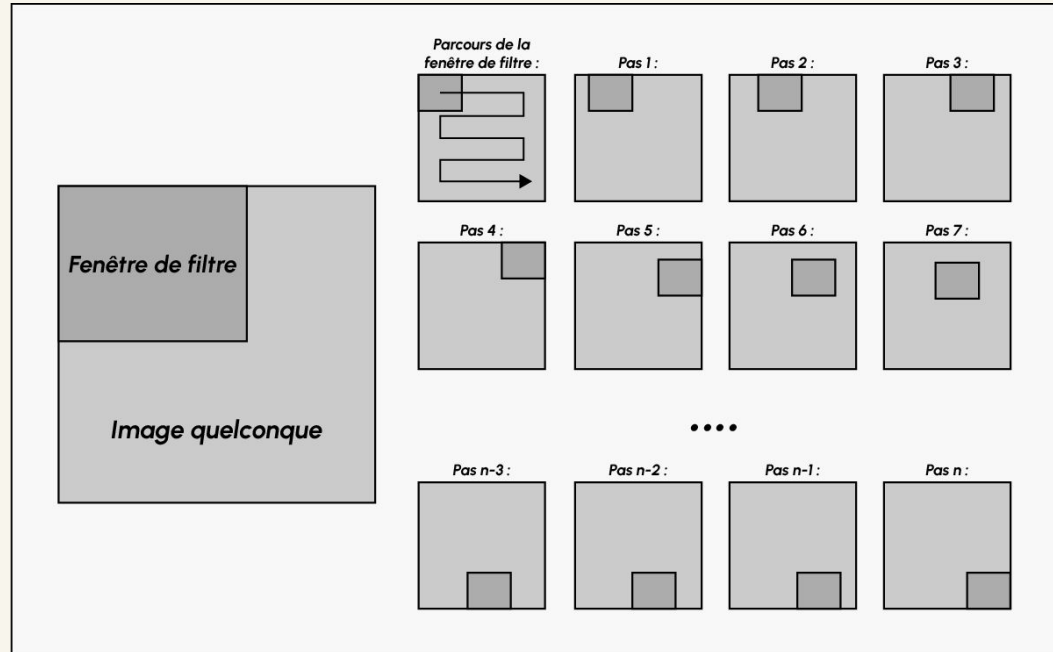 Parcours de la
fenêtre de filtre :
Pas 1 :
Pas 2 :
Pas 3 :
Fenêtre de filtre
Image quelconque
Pas 4 :
Pas 5 :
Pas 6 :
Pas 7 :
....
Pas n-3 :
Pas n-2 :
Pas n-1 :
Pas n :